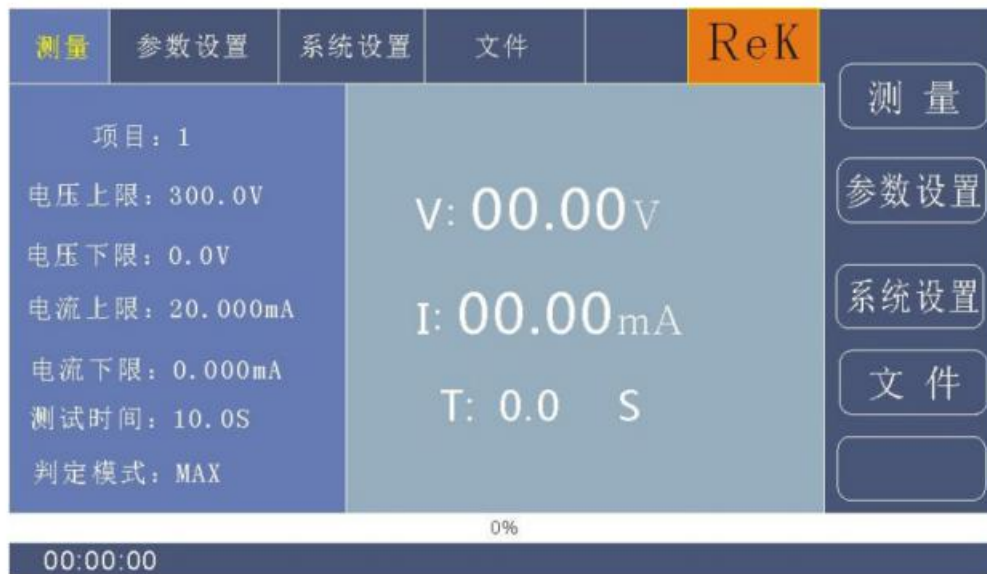 测量 参数设置 系统设置 文件 ReK
项目：1
电压上限：300.0V
电压下限：0.0V
电流上限：20.000mA
电流下限：0.000mA
测试时间：10.0S
判定模式：MAX
V: 00.00V
I: 00.00mA
T: 0.0 S
测 量
参数设置
系统设置
文 件
0%
00:00:00